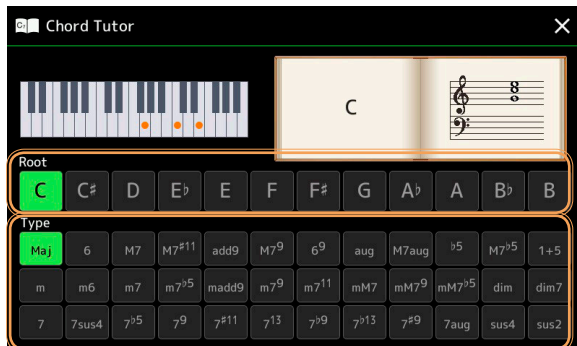 C♯ Chord Tutor
C
Root
C C♯ D E♭ E F F♯ G A♭ A B♭ B
Type
Maj 6 M7 M7♯11 add9 M79 69 aug M7aug ♭5 M7♭5 1+5
m m6 m7 m7♭5 madd9 m79 m711 mM7 mM79 mM7♭5 dim dim7
7 7sus4 7♭5 79 7♯11 713 7♭9 7♭13 7♯9 7aug sus4 sus2